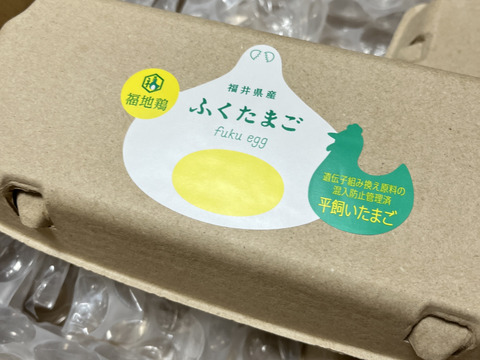 福地鶏
福井県産
ふくたまご
fuku egg
遺伝子組み換え原料の
混入防止管理済
平飼いたまご